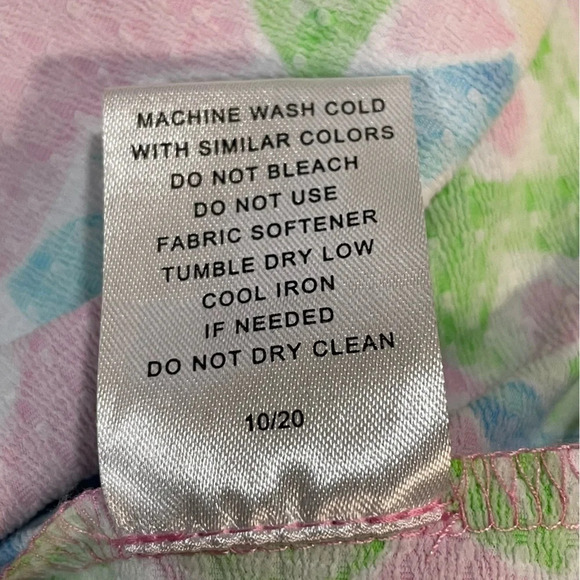 MACHINE WASH COLD
WITH SIMILAR COLORS
DO NOT BLEACH
DO NOT USE
FABRIC SOFTENER
TUMBLE DRY LOW
COOL IRON
IF NEEDED
DO NOT DRY CLEAN
10/20